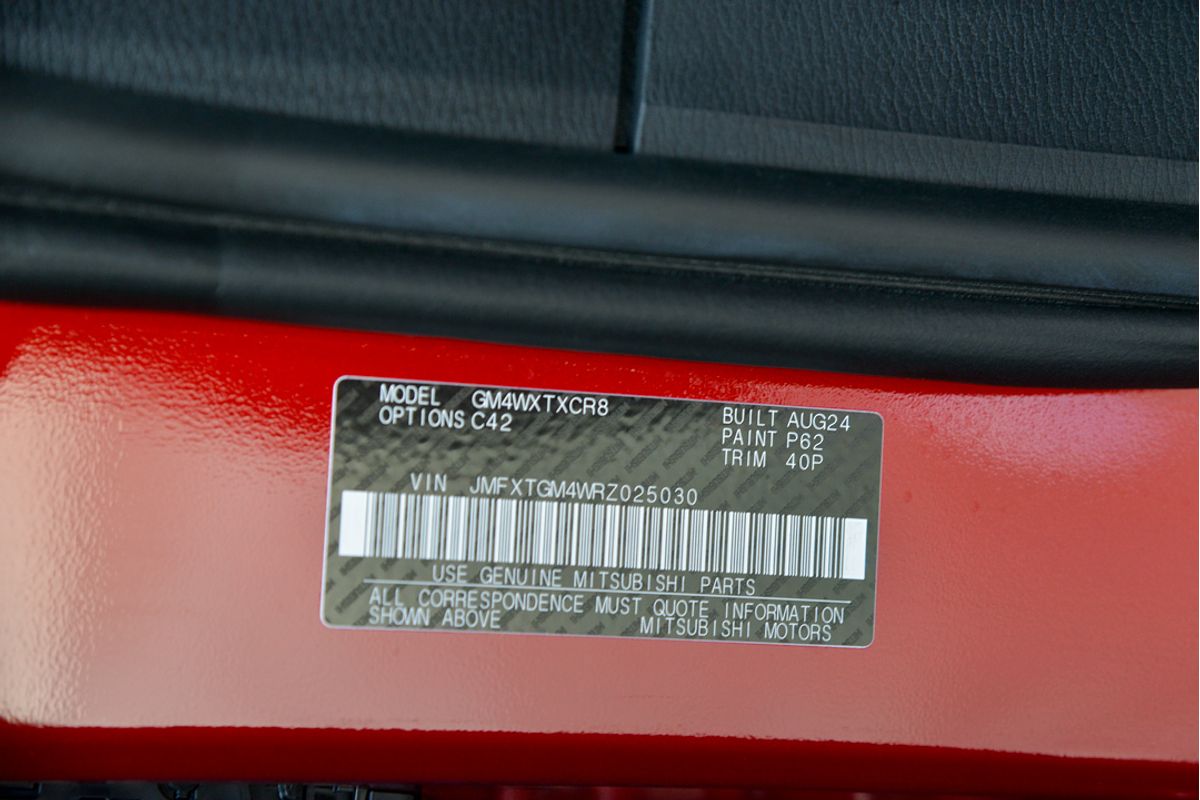 MODEL GM4WXTXCR8
OPTIONS C42
BUILT AUG24
PAINT P62
TRIM 40P
VIN JMFXTGM4WRZ025030
USE GENUINE MITSUBISHI PARTS
ALL CORRESPONDENCE MUST QUOTE INFORMATION
SHOWN ABOVE MITSUBISHI MOTORS